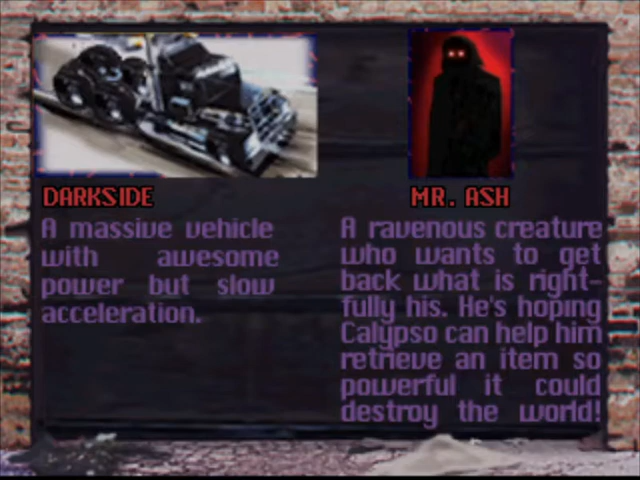 DARKSIDE
A massive vehicle
with awesome
power but slow
acceleration.
MR. ASH
A ravenous creature
who wants to get
back what is right-
fully his. He's hoping
Calypso can help him
retrieve an item so
powerful it could
destroy the world!